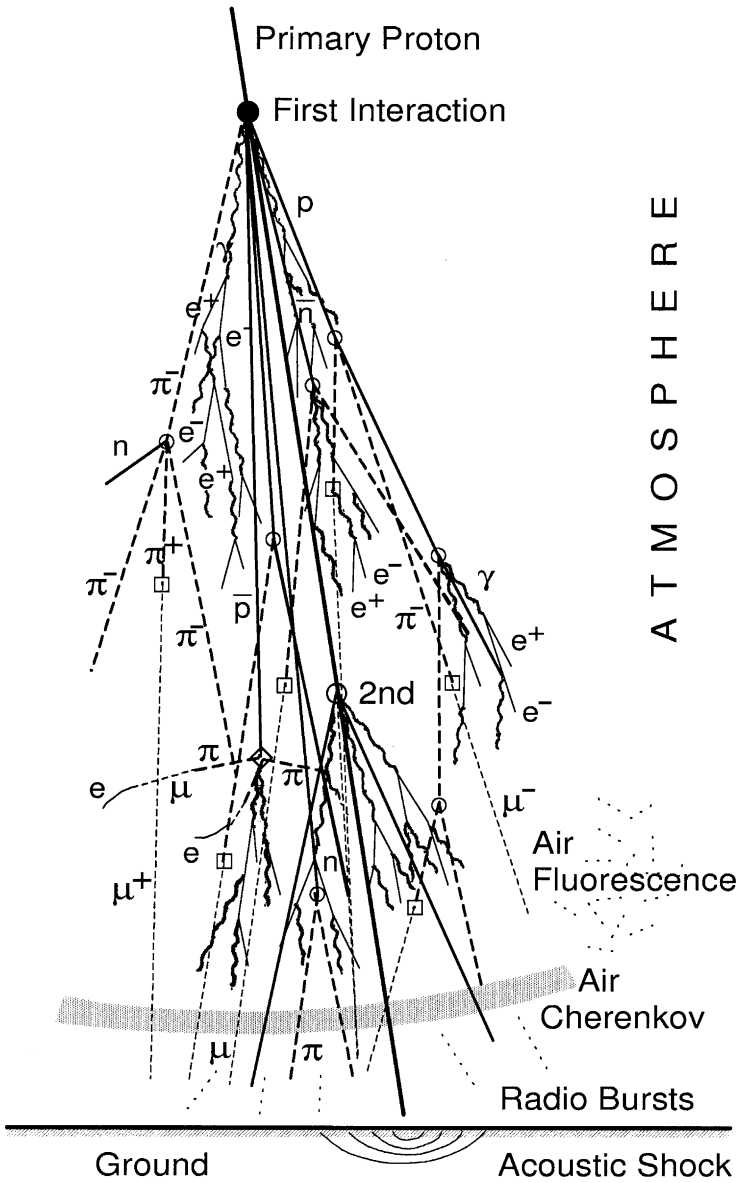 Primary Proton
First Interaction
p
γ
e⁺
n̅
e⁻
π⁻
n
e⁻
e⁺
π⁺
π⁻
p̅
π⁻
e⁻
e⁺
π⁻
γ
e⁺
e⁻
2nd
π
π
e
μ
e
n
μ⁺
μ⁻
Air
Fluorescence
Air
Cherenkov
μ
π
Radio Bursts
Ground
Acoustic Shock
ATMOSPHERE